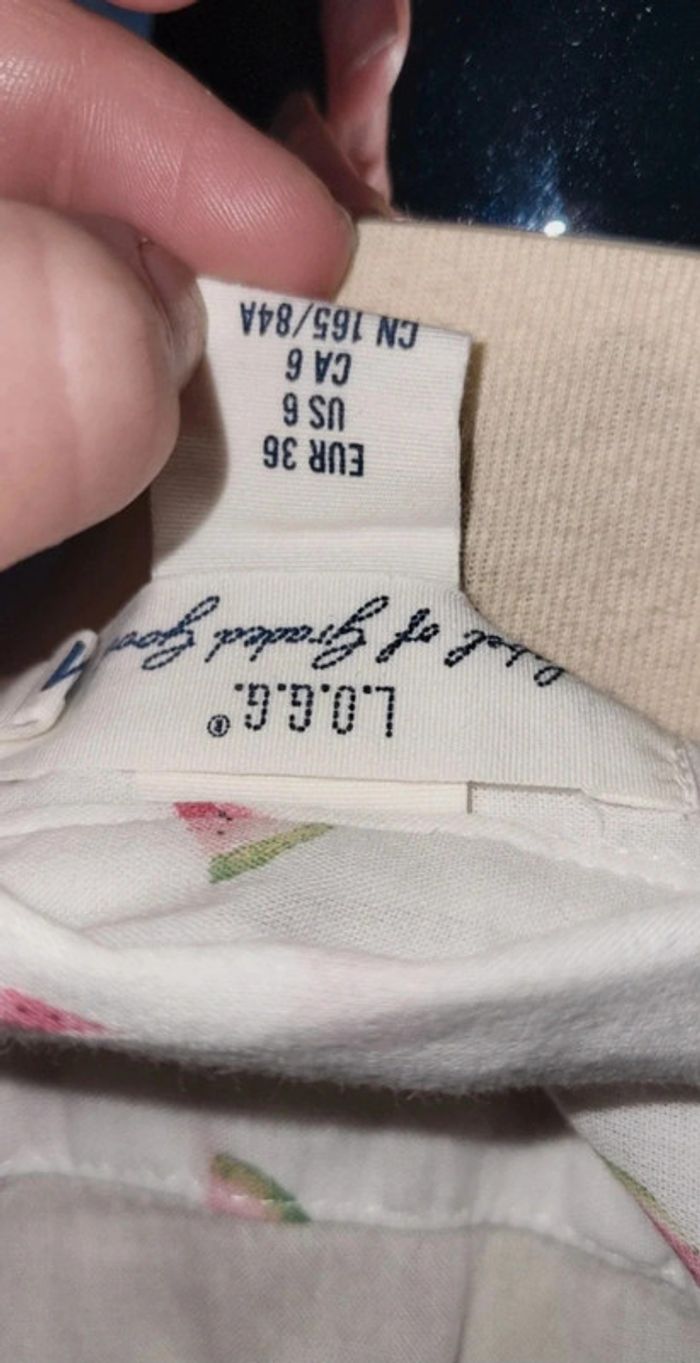 L.O.G.G.®
of Graded
EUR 36
US 6
CA 6
CN 165/84A